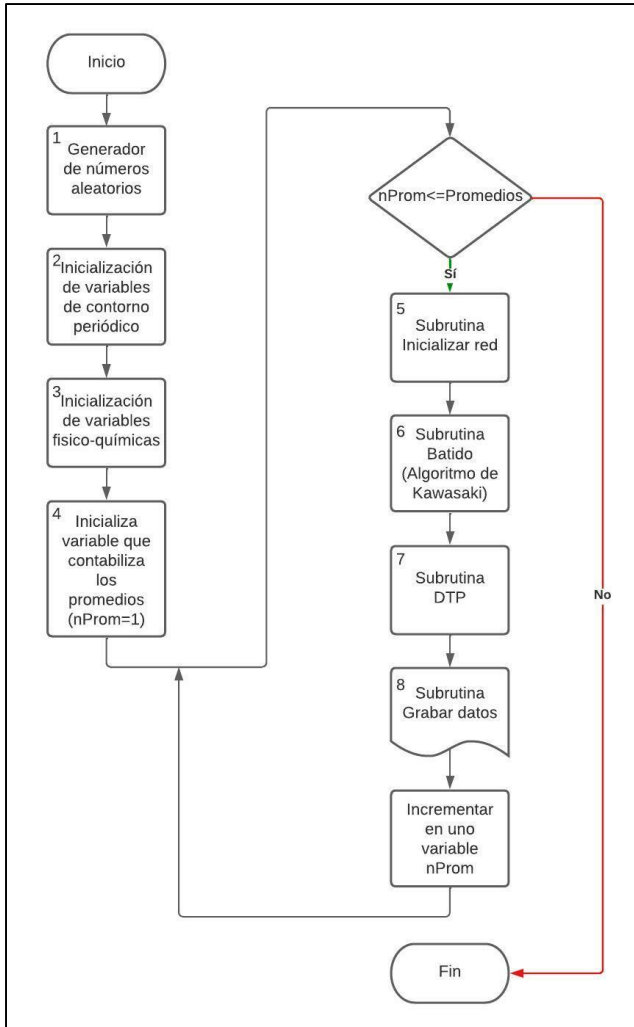 Inicio
1
Generador
de números
aleatorios
2
Inicialización
de variables
de contorno
periódico
3
Inicialización
de variables
fisico-químicas
4
Inicializa
variable que
contabiliza
los
promedios
(nProm=1)
nProm<=Promedios
Sí
No
5
Subrutina
Inicializar red
6
Subrutina
Batido
(Algoritmo de
Kawasaki)
7
Subrutina
DTP
8
Subrutina
Grabar datos
Incrementar
en uno
variable
nProm
Fin